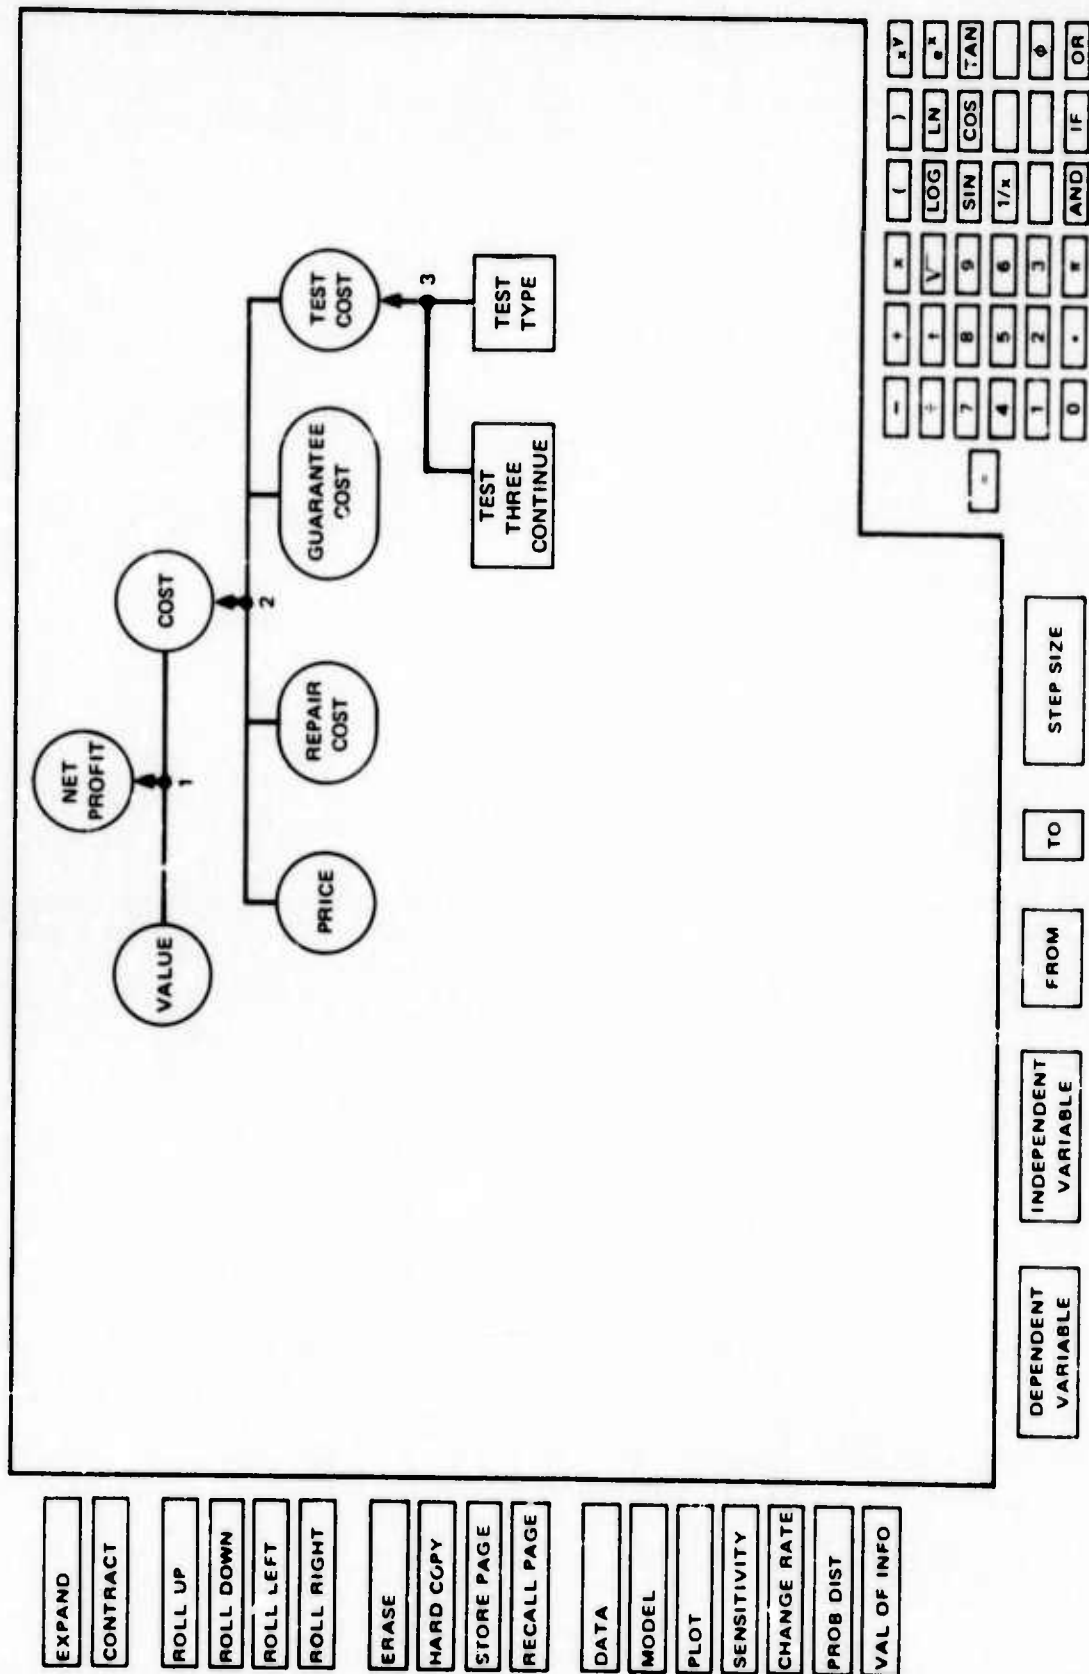 EXPAND
CONTRACT
ROLL UP
ROLL DOWN
ROLL LEFT
ROLL RIGHT
ERASE
HARD COPY
STORE PAGE
RECALL PAGE
DATA
MODEL
PLOT
SENSITIVITY
CHANGE RATE
PROB DIST
VAL OF INFO
NET
PROFIT
1
VALUE
COST
2
PRICE
REPAIR
COST
GUARANTEE
COST
TEST
COST
3
TEST
THREE
CONTINUE
TEST
TYPE
DEPENDENT
VARIABLE
INDEPENDENT
VARIABLE
FROM
TO
STEP SIZE
=
− + × ( ) x^y
÷ ↑ √ LOG LN e^x
7 8 9 SIN COS TAN
4 5 6 1/x
1 2 3 ϕ
0 . π AND IF OR